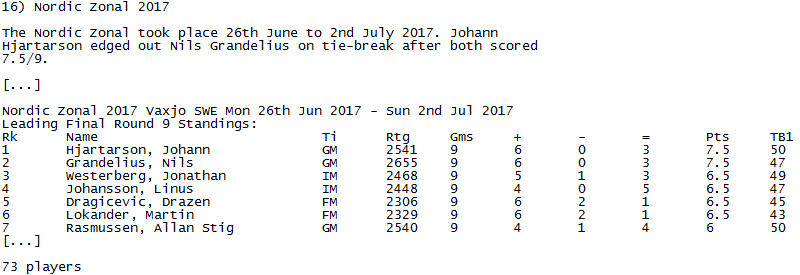 16) Nordic Zonal 2017
The Nordic Zonal took place 26th June to 2nd July 2017. Johann
Hjartarson edged out Nils Grandelius on tie-break after both scored
7.5/9.
[...]
Nordic Zonal 2017 Vaxjo SWE Mon 26th Jun 2017 - Sun 2nd Jul 2017
Leading Final Round 9 Standings:
Rk Name Ti Rtg Gms + - = Pts TB1
1 Hjartarson, Johann GM 2541 9 6 0 3 7.5 50
2 Grandelius, Nils GM 2655 9 6 0 3 7.5 47
3 Westerberg, Jonathan IM 2468 9 5 1 3 6.5 49
4 Johansson, Linus IM 2448 9 4 0 5 6.5 47
5 Dragicevic, Drazen FM 2306 9 6 2 1 6.5 45
6 Lokander, Martin FM 2329 9 6 2 1 6.5 43
7 Rasmussen, Allan Stig GM 2540 9 4 1 4 6 50
[...]
73 players